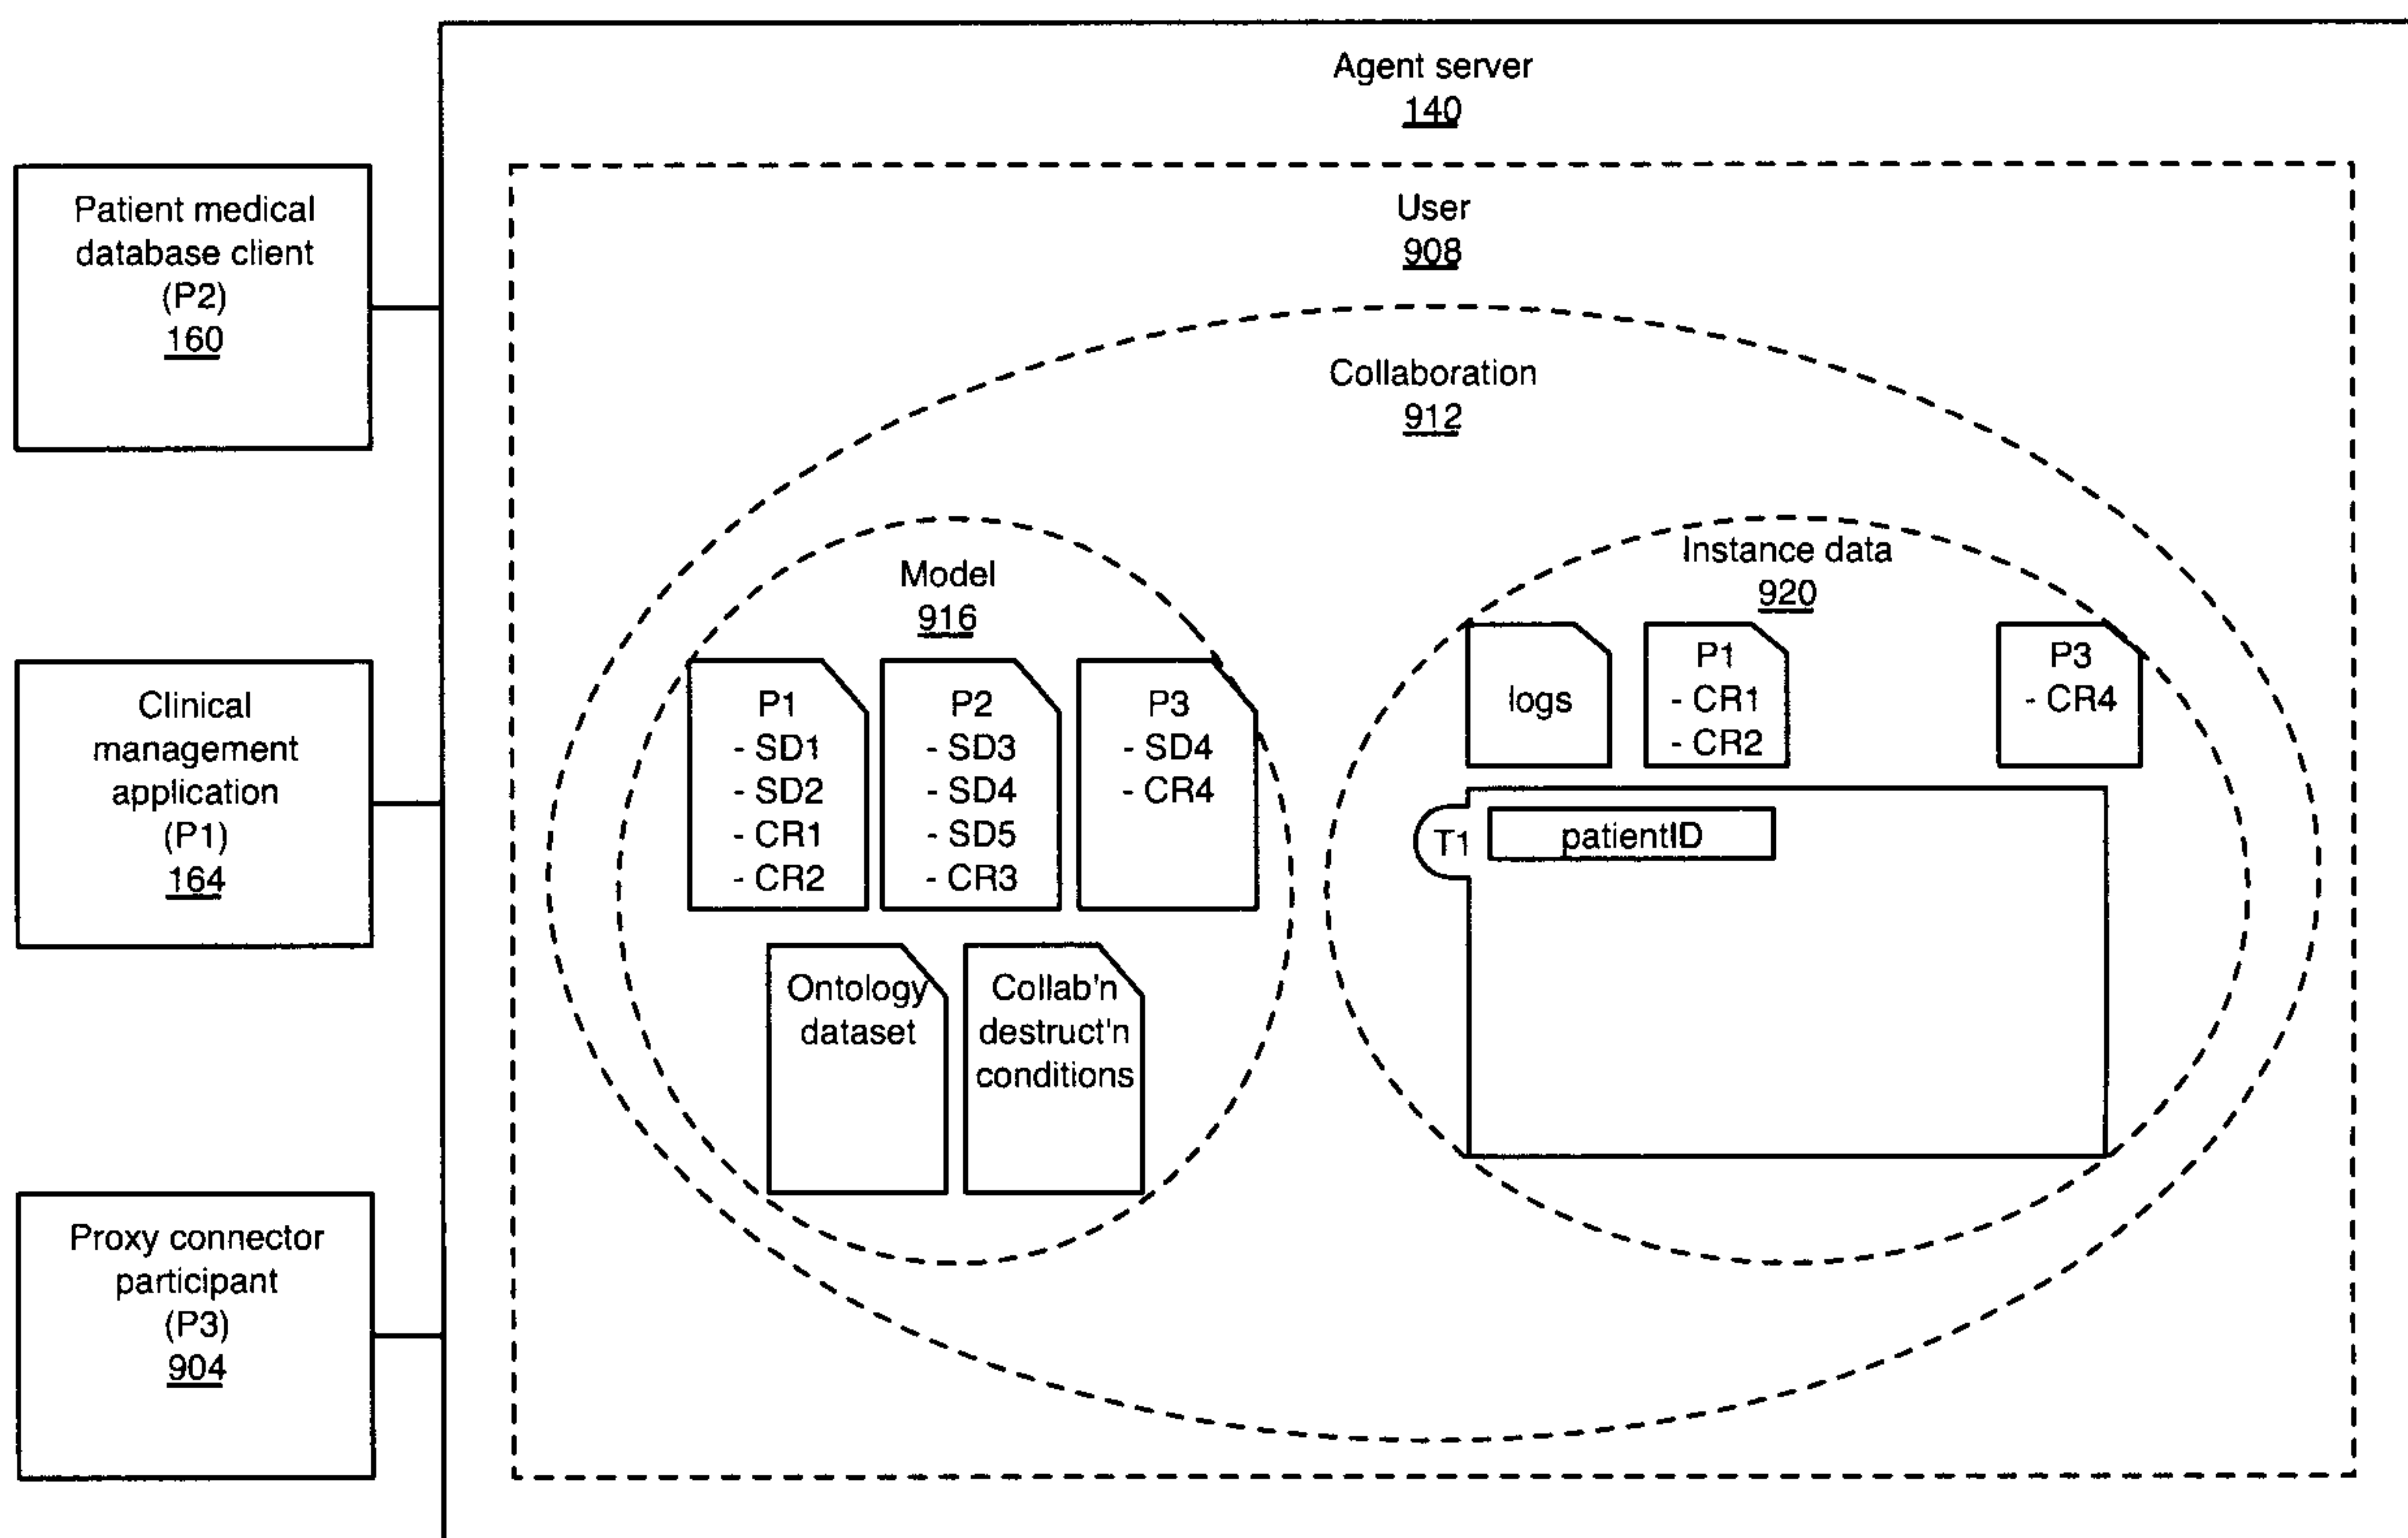 Agent server
140
User
908
Collaboration
912
Patient medical
database client
(P2)
160
Clinical
management
application
(P1)
164
Proxy connector
participant
(P3)
904
Model
916
P1
- SD1
- SD2
- CR1
- CR2
P2
- SD3
- SD4
- SD5
- CR3
P3
- SD4
- CR4
Ontology
dataset
Collab'n
destruct'n
conditions
Instance data
920
logs
P1
- CR1
- CR2
P3
- CR4
T1
patientID